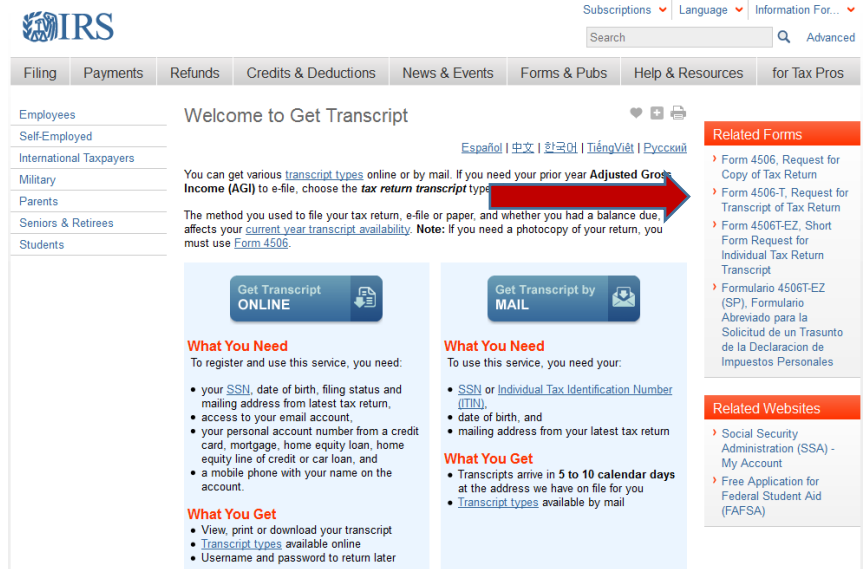 Subscriptions
Language
Information For...
IRS
Search
Advanced
Filing
Payments
Refunds
Credits & Deductions
News & Events
Forms & Pubs
Help & Resources
for Tax Pros
Employees
Self-Employed
International Taxpayers
Military
Parents
Seniors & Retirees
Students
Welcome to Get Transcript
Español | 中文 | 한국어 | TiếngViệt | Русский
You can get various transcript types online or by mail. If you need your prior year Adjusted Gross
Income (AGI) to e-file, choose the tax return transcript type
The method you used to file your tax return, e-file or paper, and whether you had a balance due,
affects your current year transcript availability. Note: If you need a photocopy of your return, you
must use Form 4506.
Get Transcript
ONLINE
What You Need
To register and use this service, you need:
• your SSN, date of birth, filing status and
mailing address from latest tax return,
• access to your email account,
• your personal account number from a credit
card, mortgage, home equity loan, home
equity line of credit or car loan, and
• a mobile phone with your name on the
account.
What You Get
• View, print or download your transcript
• Transcript types available online
• Username and password to return later
Get Transcript by
MAIL
What You Need
To use this service, you need your:
• SSN or Individual Tax Identification Number
(ITIN),
• date of birth, and
• mailing address from your latest tax return
What You Get
• Transcripts arrive in 5 to 10 calendar days
at the address we have on file for you
• Transcript types available by mail
Related Forms
Form 4506, Request for
Copy of Tax Return
Form 4506-T, Request for
Transcript of Tax Return
Form 4506T-EZ, Short
Form Request for
Individual Tax Return
Transcript
Formulario 4506T-EZ
(SP), Formulario
Abreviado para la
Solicitud de un Trasunto
de la Declaracion de
Impuestos Personales
Related Websites
Social Security
Administration (SSA) -
My Account
Free Application for
Federal Student Aid
(FAFSA)